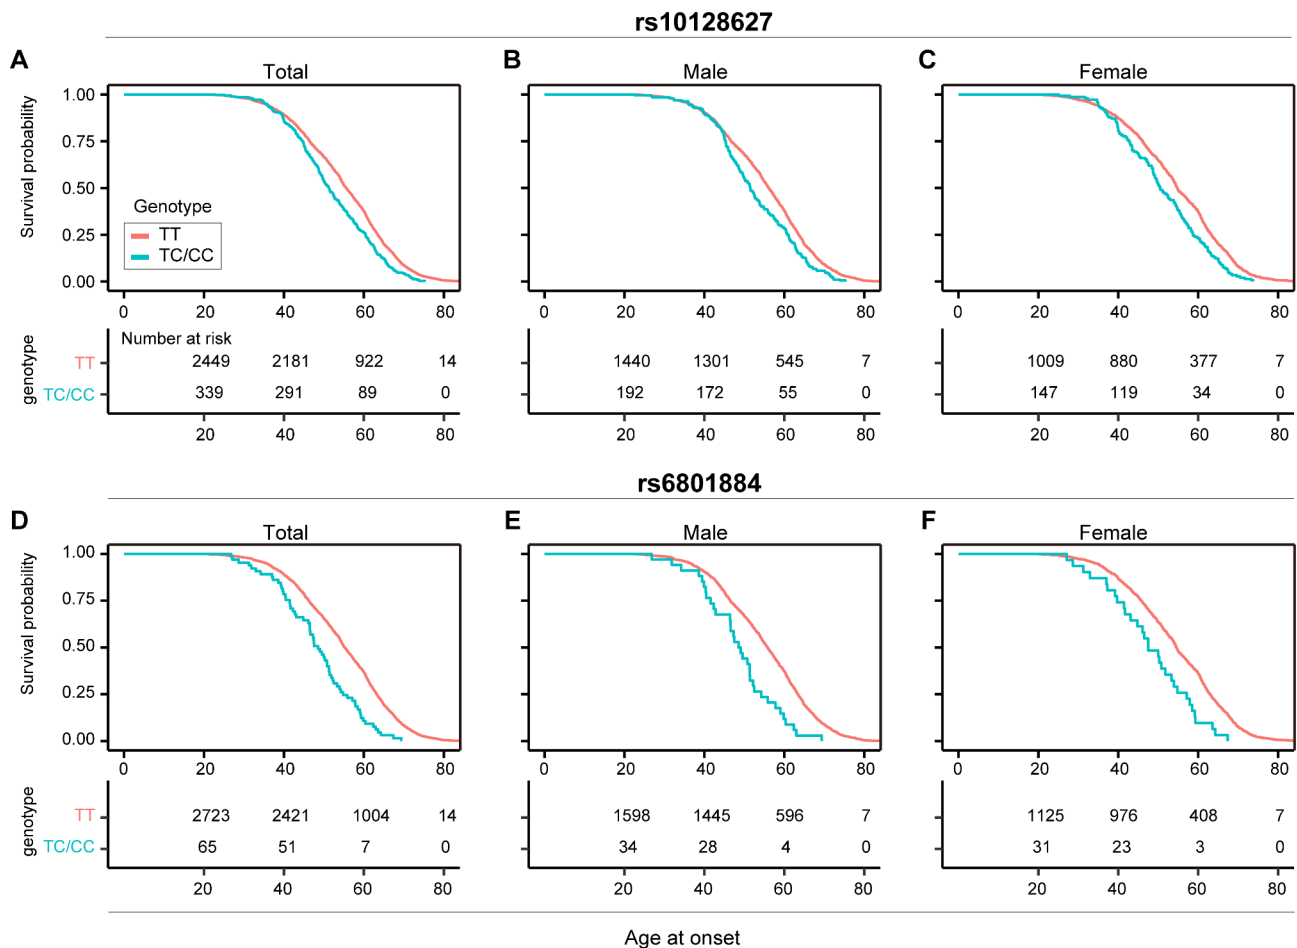 rs10128627
A B C
Total Male Female
Survival probability
1.00
0.75
0.50
0.25
0.00
Genotype
TT
TC/CC
0 20 40 60 80 0 20 40 60 80 0 20 40 60 80
Number at risk
genotype
TT 2449 2181 922 14 1440 1301 545 7 1009 880 377 7
TC/CC 339 291 89 0 192 172 55 0 147 119 34 0
20 40 60 80 20 40 60 80 20 40 60 80
rs6801884
D E F
Total Male Female
Survival probability
1.00
0.75
0.50
0.25
0.00
0 20 40 60 80 0 20 40 60 80 0 20 40 60 80
genotype
TT 2723 2421 1004 14 1598 1445 596 7 1125 976 408 7
TC/CC 65 51 7 0 34 28 4 0 31 23 3 0
20 40 60 80 20 40 60 80 20 40 60 80
Age at onset